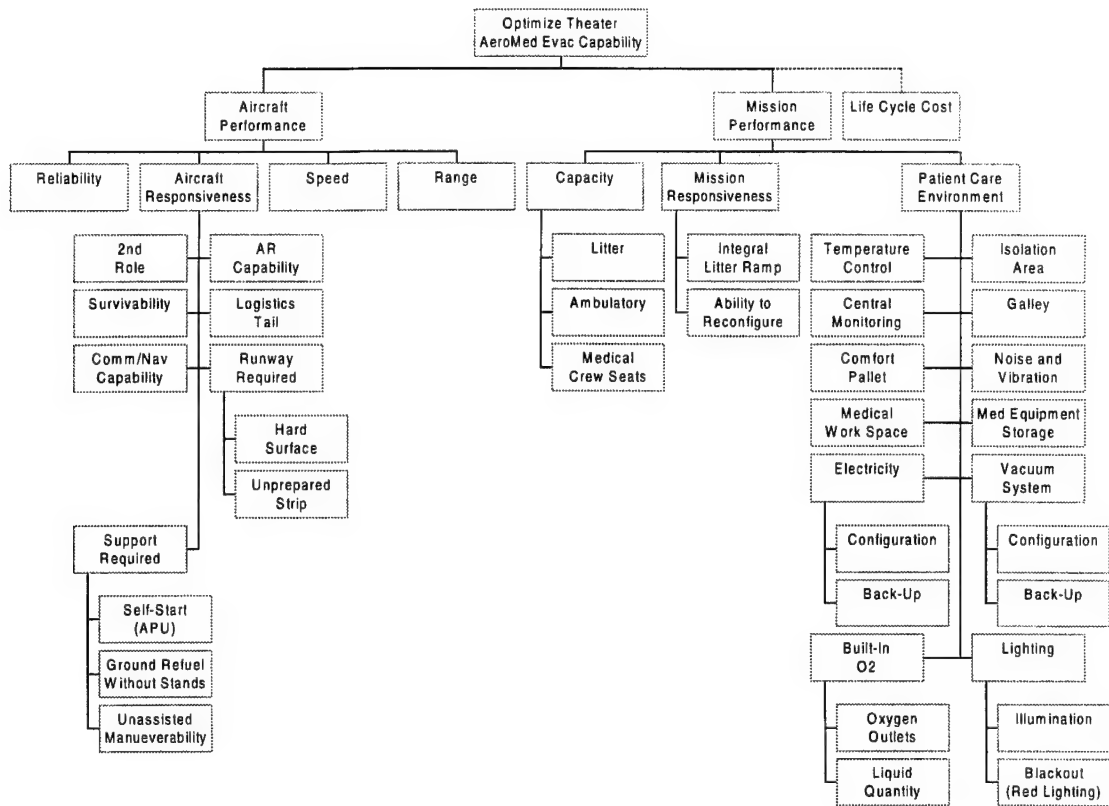 Optimize Theater
AeroMed Evac Capability
Aircraft
Performance
Mission
Performance
Life Cycle Cost
Reliability
Aircraft
Responsiveness
Speed
Range
Capacity
Mission
Responsiveness
Patient Care
Environment
2nd
Role
AR
Capability
Survivability
Logistics
Tail
Comm/Nav
Capability
Runway
Required
Hard
Surface
Unprepared
Strip
Support
Required
Self-Start
(APU)
Ground Refuel
Without Stands
Unassisted
Manueverability
Litter
Ambulatory
Medical
Crew Seats
Integral
Litter Ramp
Ability to
Reconfigure
Temperature
Control
Isolation
Area
Central
Monitoring
Galley
Comfort
Pallet
Noise and
Vibration
Medical
Work Space
Med Equipment
Storage
Electricity
Vacuum
System
Configuration
Configuration
Back-Up
Back-Up
Built-In
O2
Lighting
Oxygen
Outlets
Illumination
Liquid
Quantity
Blackout
(Red Lighting)